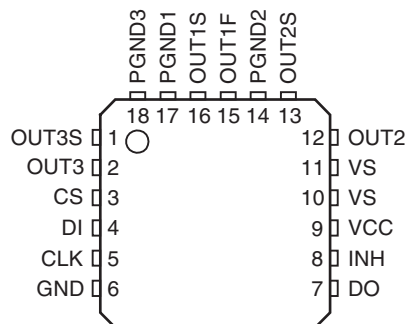 PGND3 PGND1 OUT1S OUT1F PGND2 OUT2S
18 17 16 15 14 13
OUT3S 1 12 OUT2
OUT3 2 11 VS
CS 3 10 VS
DI 4 9 VCC
CLK 5 8 INH
GND 6 7 DO